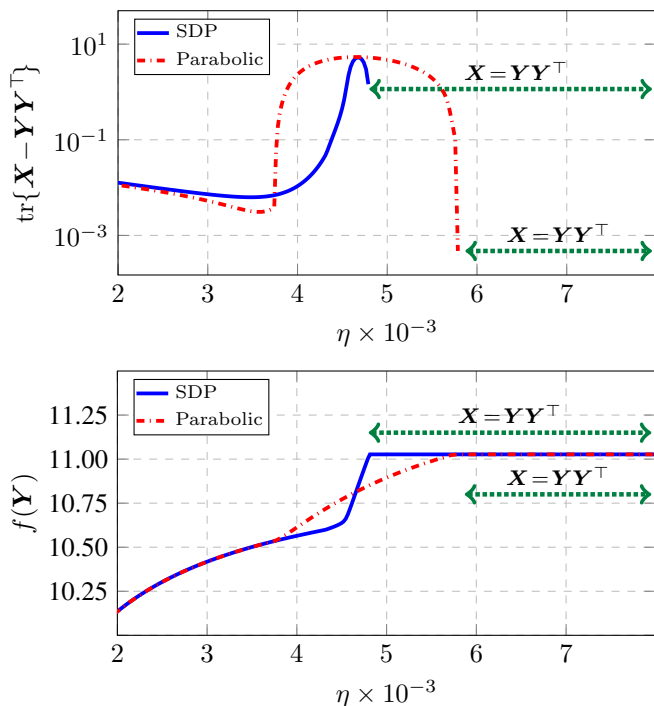 SDP
Parabolic
10^1
10^{-1}
10^{-3}
tr{X−YY^⊤}
X=YY^⊤
X=YY^⊤
2 3 4 5 6 7
η × 10^{-3}
SDP
Parabolic
11.25
11.00
10.75
10.50
10.25
f(Y)
X=YY^⊤
X=YY^⊤
2 3 4 5 6 7
η × 10^{-3}